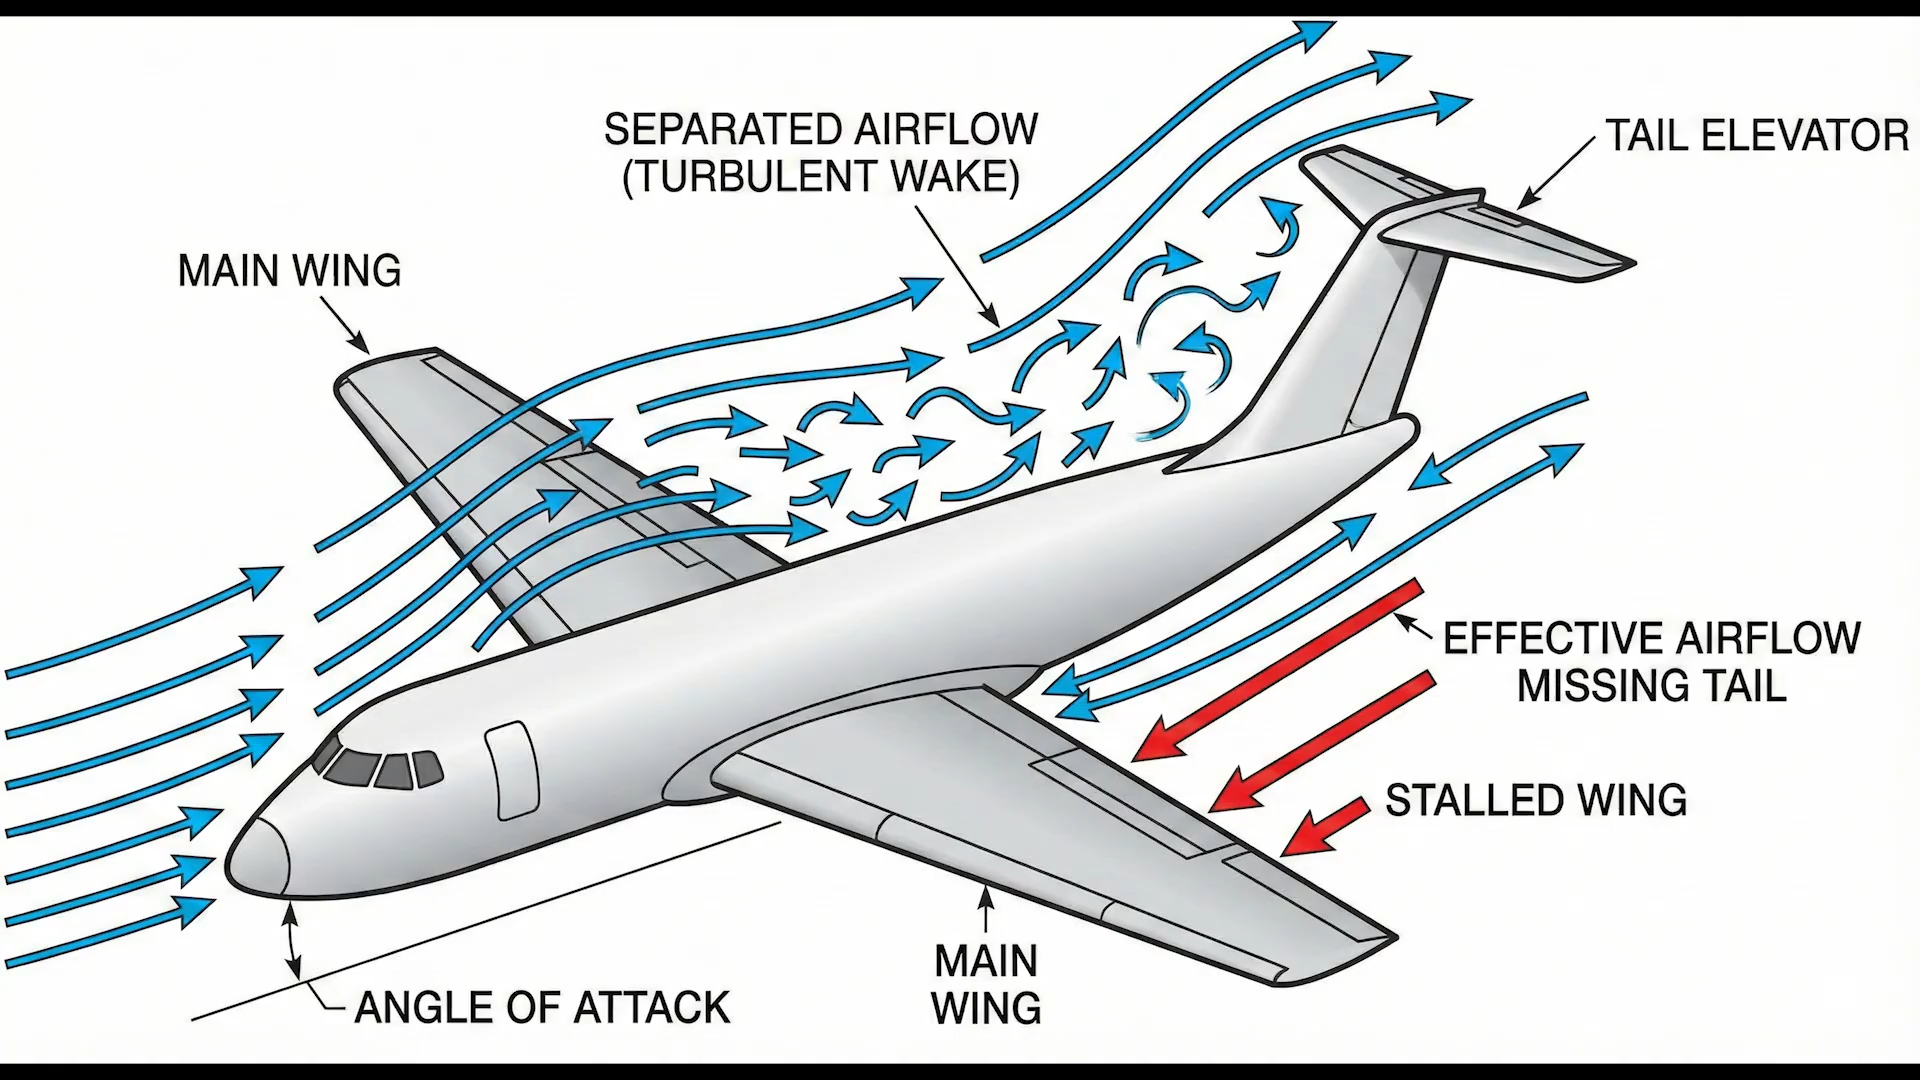 SEPARATED AIRFLOW
(TURBULENT WAKE)
TAIL ELEVATOR
MAIN WING
EFFECTIVE AIRFLOW
MISSING TAIL
STALLED WING
MAIN
WING
ANGLE OF ATTACK